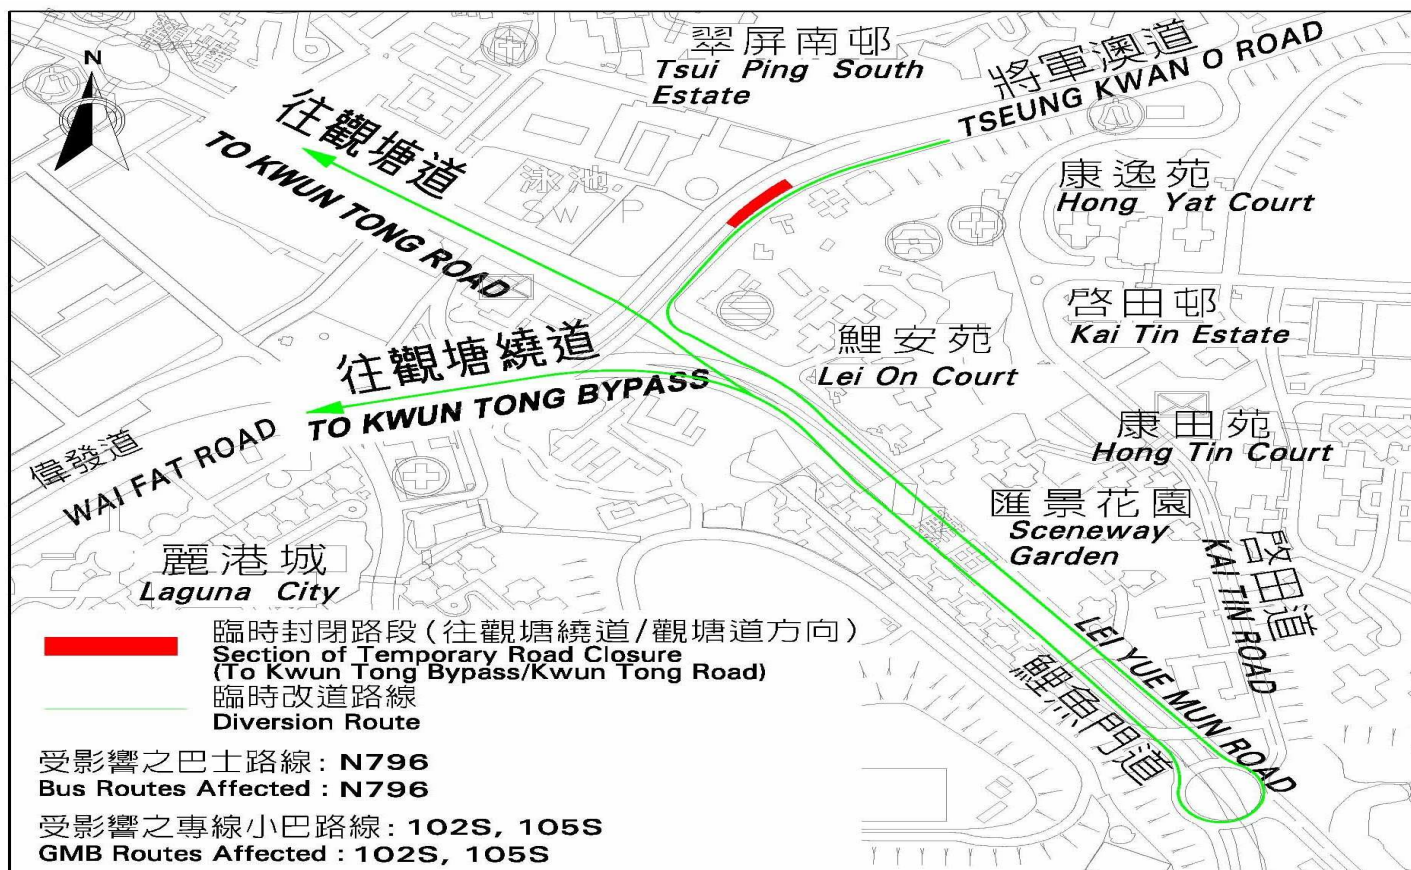 N
翠屏南邨
Tsui Ping South
Estate
將軍澳道
TSEUNG KWAN O ROAD
往觀塘道
TO KWUN TONG ROAD
泳池
SW P
康逸苑
Hong Yat Court
啓田邨
Kai Tin Estate
往觀塘繞道
TO KWUN TONG BYPASS
鯉安苑
Lei On Court
康田苑
Hong Tin Court
偉發道
WAI FAT ROAD
匯景花園
Sceneway
Garden
啓田道
KAI TIN ROAD
麗港城
Laguna City
鯉魚門道
LEI YUE MUN ROAD
臨時封閉路段(往觀塘繞道/觀塘道方向)
Section of Temporary Road Closure
(To Kwun Tong Bypass/Kwun Tong Road)
臨時改道路線
Diversion Route
受影響之巴士路線: N796
Bus Routes Affected : N796
受影響之專線小巴路線: 102S, 105S
GMB Routes Affected : 102S, 105S